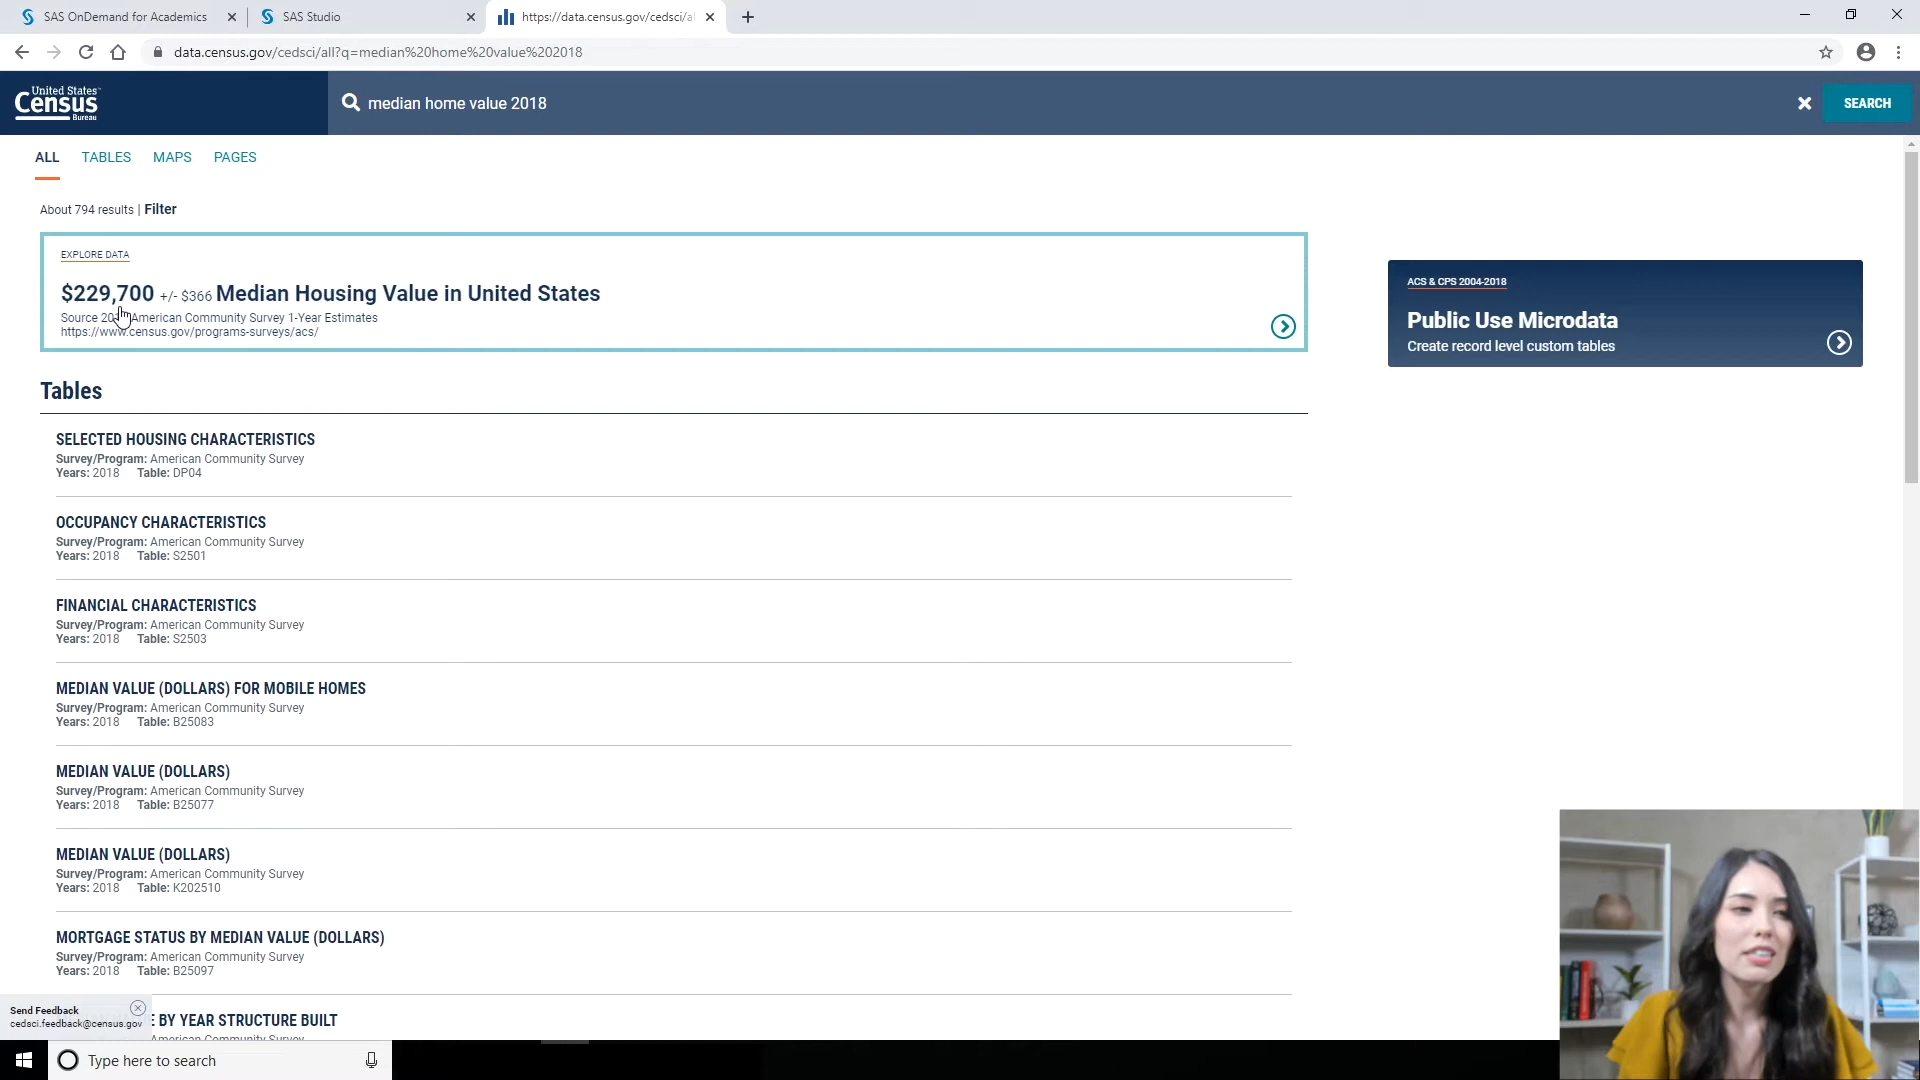 SAS OnDemand for Academics
SAS Studio
https://data.census.gov/cedsci/al
data.census.gov/cedsci/all?q=median%20home%20value%202018
United States
Census
Bureau
median home value 2018
SEARCH
ALL TABLES MAPS PAGES
About 794 results | Filter
EXPLORE DATA
$229,700 +/- $366 Median Housing Value in United States
Source American Community Survey 1-Year Estimates
https://www.census.gov/programs-surveys/acs/
ACS & CPS 2004-2018
Public Use Microdata
Create record level custom tables
Tables
SELECTED HOUSING CHARACTERISTICS
Survey/Program: American Community Survey
Years: 2018 Table: DP04
OCCUPANCY CHARACTERISTICS
Survey/Program: American Community Survey
Years: 2018 Table: S2501
FINANCIAL CHARACTERISTICS
Survey/Program: American Community Survey
Years: 2018 Table: S2503
MEDIAN VALUE (DOLLARS) FOR MOBILE HOMES
Survey/Program: American Community Survey
Years: 2018 Table: B25083
MEDIAN VALUE (DOLLARS)
Survey/Program: American Community Survey
Years: 2018 Table: B25077
MEDIAN VALUE (DOLLARS)
Survey/Program: American Community Survey
Years: 2018 Table: K202510
MORTGAGE STATUS BY MEDIAN VALUE (DOLLARS)
Survey/Program: American Community Survey
Years: 2018 Table: B25097
Send Feedback
cedsci.feedback@census.gov
E BY YEAR STRUCTURE BUILT
American Community Survey
Type here to search